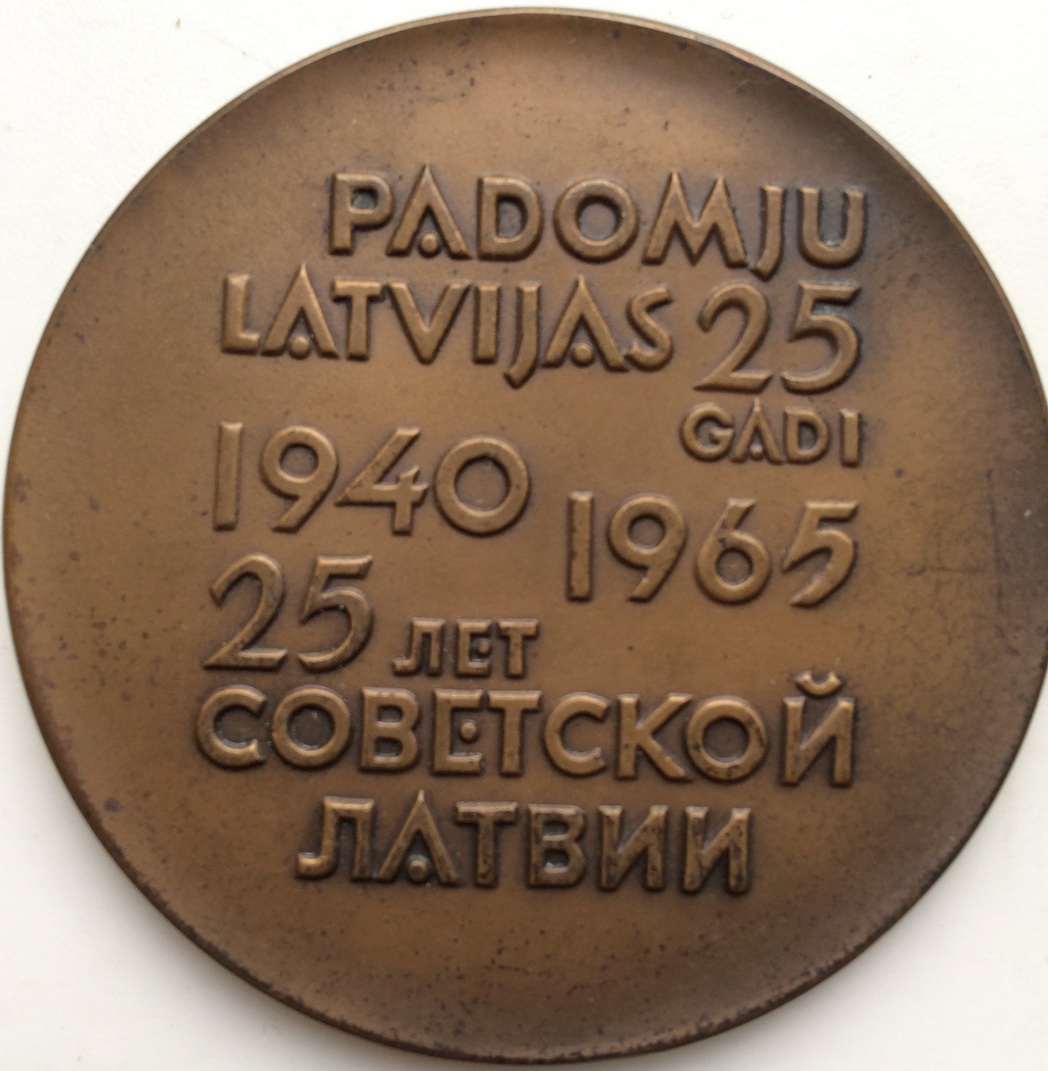 PADOMJU
LATVIJAS 25
GADI
1940
1965
25 ЛЕТ
СОВЕТСКОЙ
ЛАТВИИ